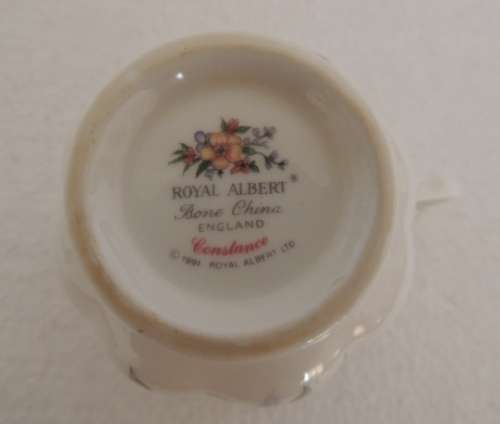 ROYAL ALBERT®
Bone China
ENGLAND
Constance
© 1991 ROYAL ALBERT LTD